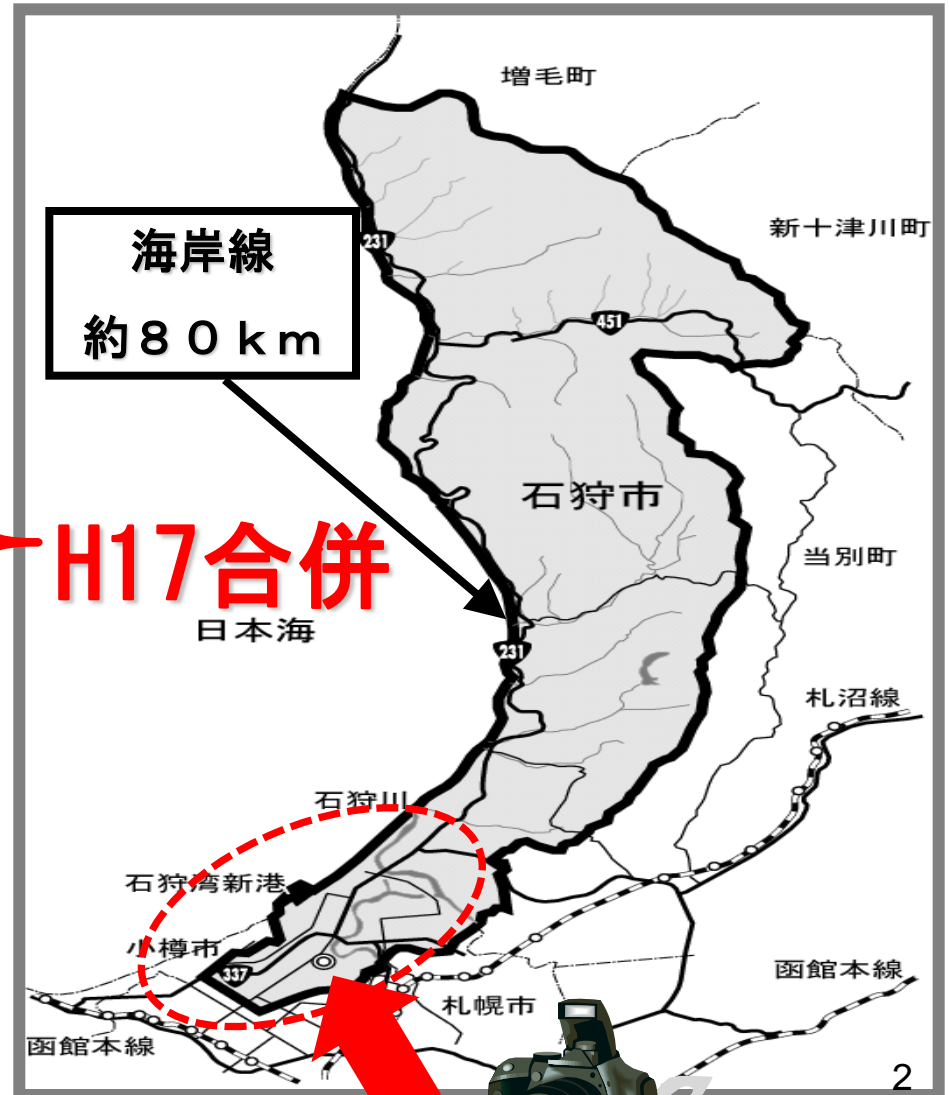 増毛町
新十津川町
231
海岸線
約８０ｋｍ
451
石狩市
H17合併
当別町
日本海
231
札沼線
石狩川
石狩湾新港
小樽市
337
函館本線
札幌市
函館本線
2